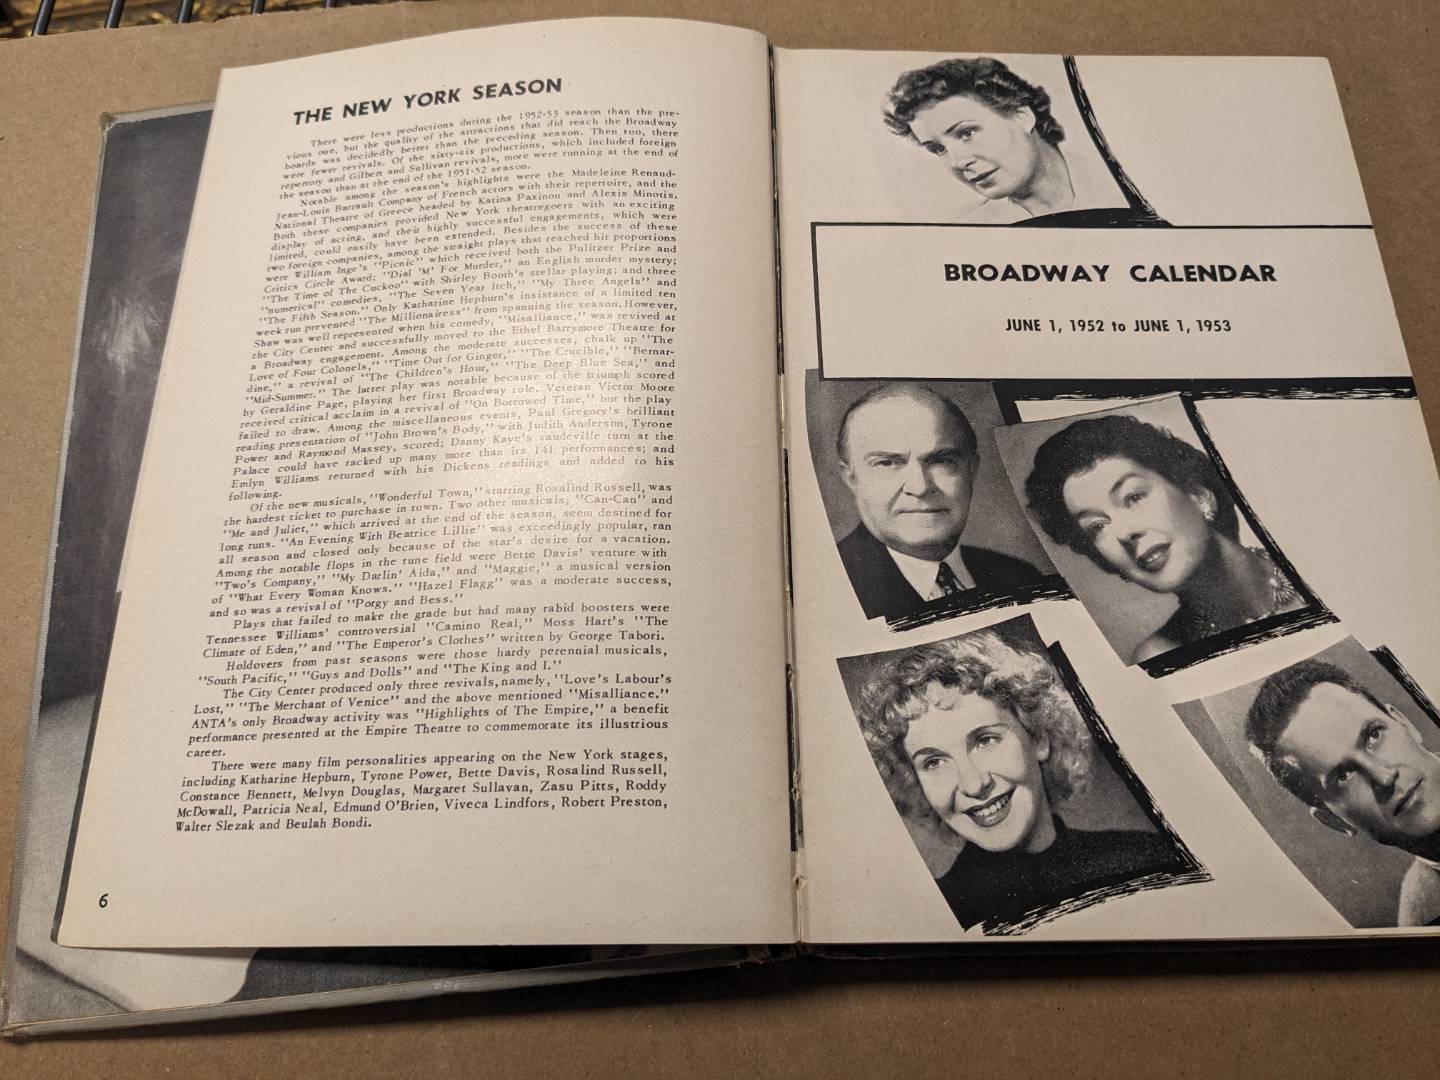 THE NEW YORK SEASON
There were less productions during the 1952-53 season than the pre-
vious one, but the quality of the attractions that did reach the Broadway
boards was decidedly better than the preceding season. Then too, there
were fewer revivals. Of the sixty-six productions, which included foreign
repertory and Gilbert and Sullivan revivals, more were running at the end of
the season than at the end of the 1951-52 season.
Notable among the season's highlights were the Madeleine Renaud-
Jean-Louis Barrault Company of French actors with their repertoire, and the
National Theatre of Greece headed by Katina Paxinou and Alexis Minotis.
Both these companies provided New York theatregoers with an exciting
display of acting, and their highly successful engagements, which were
limited, could easily have been extended. Besides the success of these
two foreign companies, among the straight plays that reached hit proportions
were William Inge's "Picnic" which received both the Pulitzer Prize and
Critics Circle Award; "Dial 'M' For Murder," an English murder mystery;
"The Time of The Cuckoo" with Shirley Booth's stellar playing; and three
"numerical" comedies, "The Seven Year Itch," "My Three Angels" and
"The Fifth Season." Only Katharine Hepburn's insistance of a limited ten
week run prevented "The Millionairess" from spanning the season. However,
Shaw was well represented when his comedy, "Misalliance," was revived at
the City Center and successfully moved to the Ethel Barrymore Theatre for
a Broadway engagement. Among the moderate successes, chalk up "The
Love of Four Colonels," "Time Out for Ginger," "The Crucible," "Bernar-
dine," a revival of "The Children's Hour," "The Deep Blue Sea," and
"Mid-Summer." The latter play was notable because of the triumph scored
by Geraldine Page, playing her first Broadway role. Veteran Victor Moore
received critical acclaim in a revival of "On Borrowed Time," but the play
failed to draw. Among the miscellaneous events, Paul Gregory's brilliant
reading presentation of "John Brown's Body," with Judith Anderson, Tyrone
Power and Raymond Massey, scored; Danny Kaye's vaudeville turn at the
Palace could have racked up many more than its 141 performances; and
Emlyn Williams returned with his Dickens readings and added to his
following.
Of the new musicals, "Wonderful Town," starring Rosalind Russell, was
the hardest ticket to purchase in town. Two other musicals, "Can-Can" and
"Me and Juliet," which arrived at the end of the season, seem destined for
long runs. "An Evening With Beatrice Lillie" was exceedingly popular, ran
all season and closed only because of the star's desire for a vacation.
Among the notable flops in the tune field were Bette Davis' venture with
"Two's Company," "My Darlin' Aida," and "Maggie," a musical version
of "What Every Woman Knows." "Hazel Flagg" was a moderate success,
and so was a revival of "Porgy and Bess."
Plays that failed to make the grade but had many rabid boosters were
Tennessee Williams' controversial "Camino Real," Moss Hart's "The
Climate of Eden," and "The Emperor's Clothes" written by George Tabori.
Holdovers from past seasons were those hardy perennial musicals,
"South Pacific," "Guys and Dolls" and "The King and I."
The City Center produced only three revivals, namely, "Love's Labour's
Lost," "The Merchant of Venice" and the above mentioned "Misalliance."
ANTA's only Broadway activity was "Highlights of The Empire," a benefit
performance presented at the Empire Theatre to commemorate its illustrious
career.
There were many film personalities appearing on the New York stages,
including Katharine Hepburn, Tyrone Power, Bette Davis, Rosalind Russell,
Constance Bennett, Melvyn Douglas, Margaret Sullavan, Zasu Pitts, Roddy
McDowall, Patricia Neal, Edmund O'Brien, Viveca Lindfors, Robert Preston,
Walter Slezak and Beulah Bondi.
6
BROADWAY CALENDAR
JUNE 1, 1952 to JUNE 1, 1953